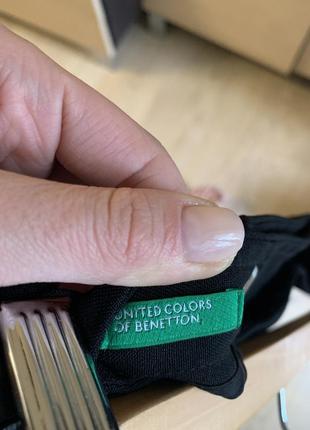 UNITED COLORS
OF BENETTON.